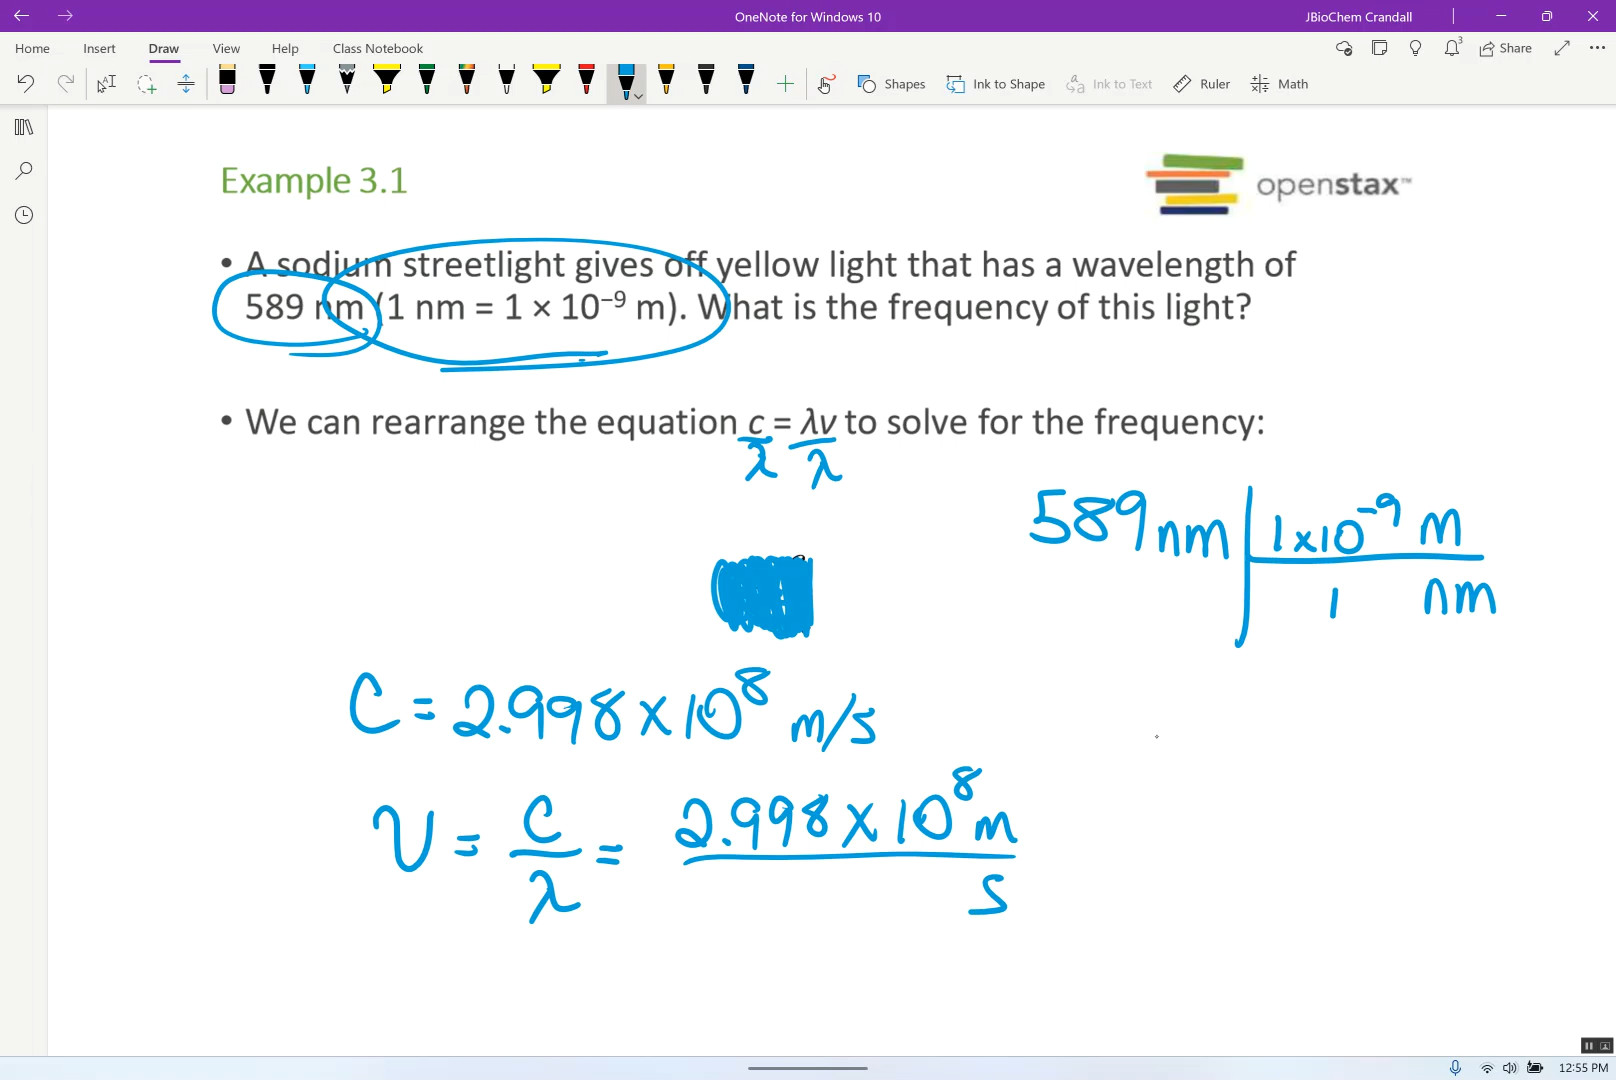 OneNote for Windows 10
JBioChem Crandall
Home Insert Draw View Help Class Notebook
3 Share
Shapes Ink to Shape Ink to Text Ruler Math
Example 3.1
openstax™
• A sodium streetlight gives off yellow light that has a wavelength of
589 nm (1 nm = 1 × 10⁻⁹ m). What is the frequency of this light?
• We can rearrange the equation c = λν to solve for the frequency:
λ λ
589 nm | 1x10⁻⁹ m
1 nm
C = 2.998 x 10⁸ m/s
ν = C = 2.998 x 10⁸ m
λ s
12:55 PM